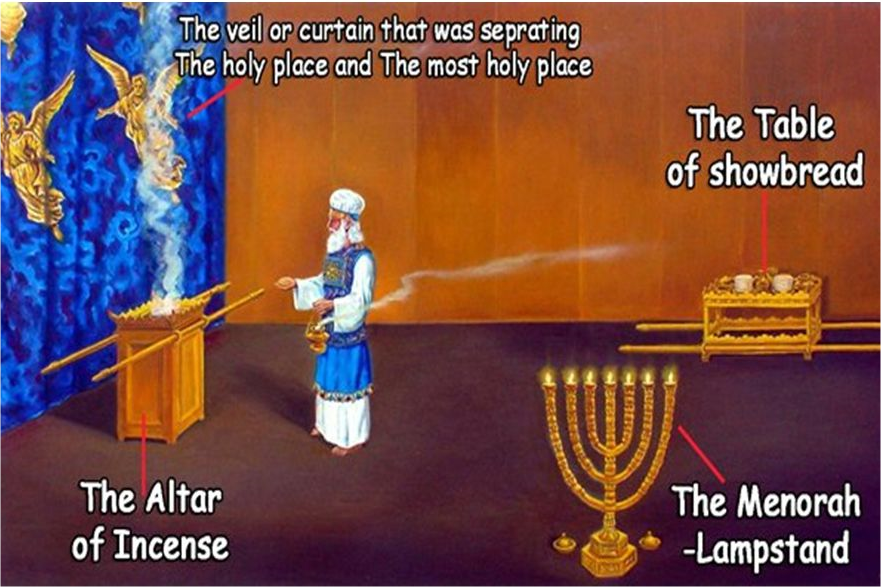 The veil or curtain that was seprating
The holy place and The most holy place
The Table
of showbread
The Altar
of Incense
The Menorah
-Lampstand